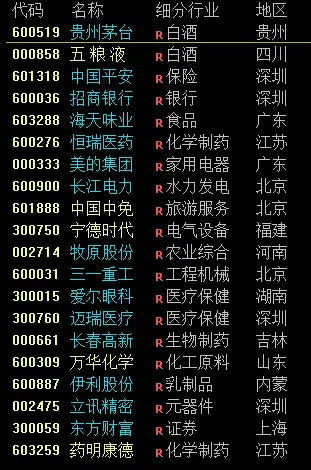 代码 名称 细分行业 地区
600519 贵州茅台 R白酒 贵州
000858 五 粮 液 R白酒 四川
601318 中国平安 R保险 深圳
600036 招商银行 R银行 深圳
603288 海天味业 R食品 广东
600276 恒瑞医药 R化学制药 江苏
000333 美的集团 R家用电器 广东
600900 长江电力 R水力发电 北京
601888 中国中免 R旅游服务 北京
300750 宁德时代 R电气设备 福建
002714 牧原股份 R农业综合 河南
600031 三一重工 R工程机械 北京
300015 爱尔眼科 R医疗保健 湖南
300760 迈瑞医疗 R医疗保健 深圳
000661 长春高新 R生物制药 吉林
600309 万华化学 R化工原料 山东
600887 伊利股份 R乳制品 内蒙
002475 立讯精密 R元器件 深圳
300059 东方财富 R证券 上海
603259 药明康德 R化学制药 江苏